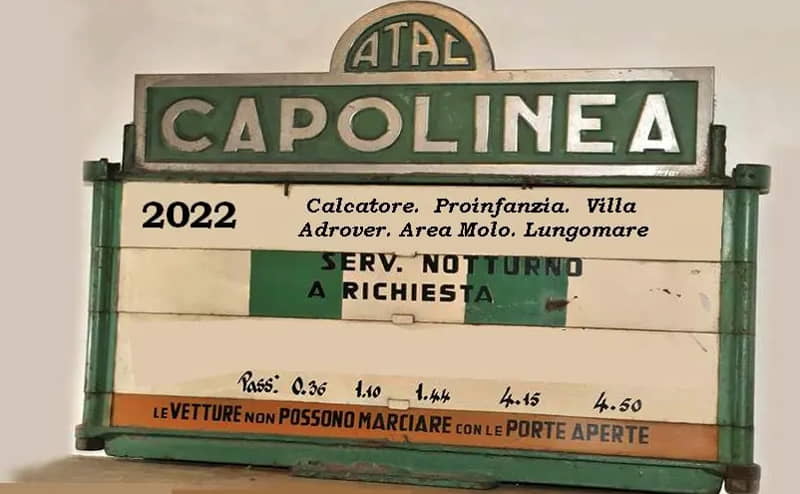 ATAC
CAPOLINEA
2022
Calcatore. Proinfanzia. Villa
Adrover. Area Molo. Lungomare
SERV. NOTTURNO
A RICHIESTA
Pass: 0.36 1.10 1.44 4.15 4.50
LE VETTURE NON POSSONO MARCIARE CON LE PORTE APERTE